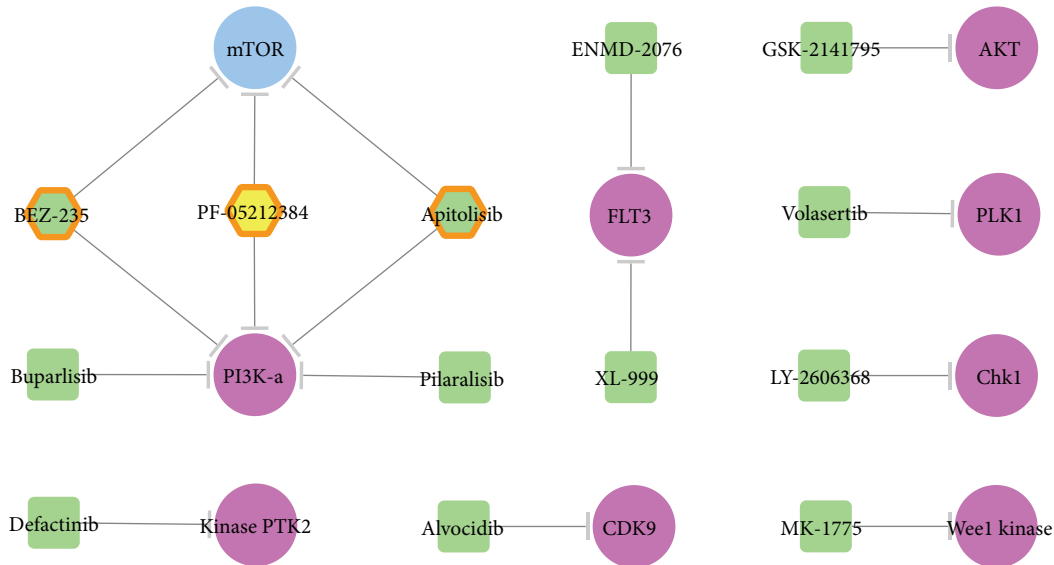 mTOR
ENMD-2076
GSK-2141795
AKT
BEZ-235
PF-05212384
Apitolisib
FLT3
Volasertib
PLK1
Buparlisib
PI3K-a
Pilaralisib
XL-999
LY-2606368
Chk1
Defactinib
Kinase PTK2
Alvocidib
CDK9
MK-1775
Wee1 kinase